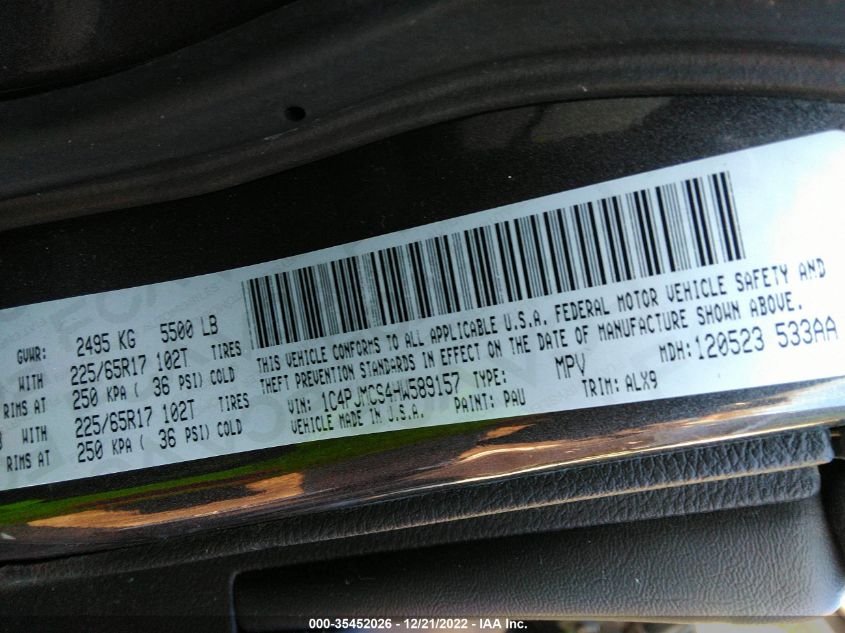 GVWR: 2495 KG 5500 LB
WITH 225/65R17 102T TIRES
RIMS AT 250 KPA ( 36 PSI) COLD
WITH 225/65R17 102T TIRES
RIMS AT 250 KPA ( 36 PSI) COLD
THIS VEHICLE CONFORMS TO ALL APPLICABLE U.S.A. FEDERAL MOTOR VEHICLE SAFETY AND
THEFT PREVENTION STANDARDS IN EFFECT ON THE DATE OF MANUFACTURE SHOWN ABOVE.
VIN: 1C4PJMCS4HW589157 TYPE: MPV MDH: 120523 533AA
VEHICLE MADE IN U.S.A. PAINT: PAU TRIM: ALX9
000-35452026 - 12/21/2022 - IAA Inc.